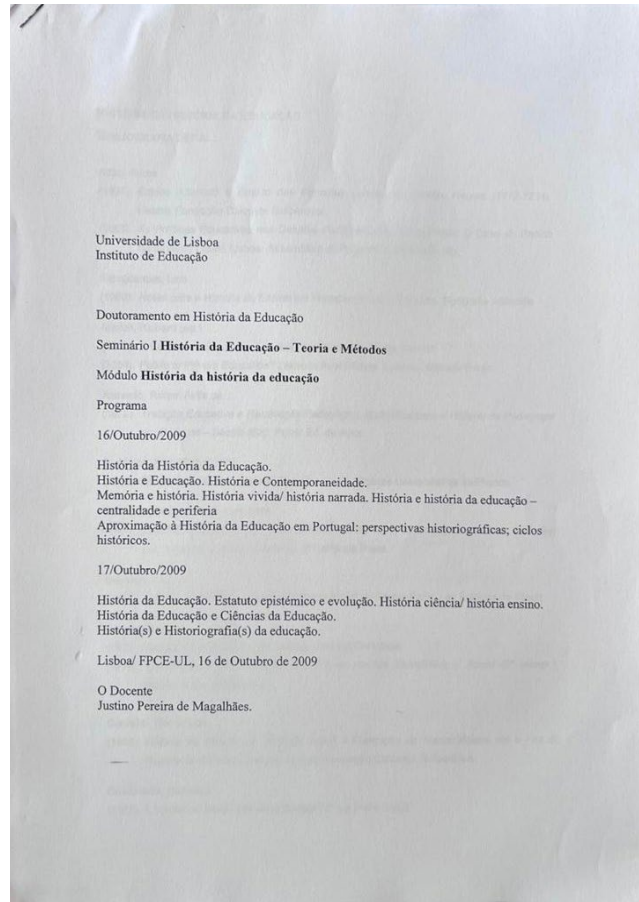 Universidade de Lisboa
Instituto de Educação
Doutoramento em História da Educação
Seminário I História da Educação – Teoria e Métodos
Módulo História da história da educação
Programa
16/Outubro/2009
História da História da Educação.
História e Educação. História e Contemporaneidade.
Memória e história. História vivida/ história narrada. História e história da educação –
centralidade e periferia
Aproximação à História da Educação em Portugal: perspectivas historiográficas; ciclos
históricos.
17/Outubro/2009
História da Educação. Estatuto epistémico e evolução. História ciência/ história ensino.
História da Educação e Ciências da Educação.
História(s) e Historiografia(s) da educação.
Lisboa/ FPCE-UL, 16 de Outubro de 2009
O Docente
Justino Pereira de Magalhães.